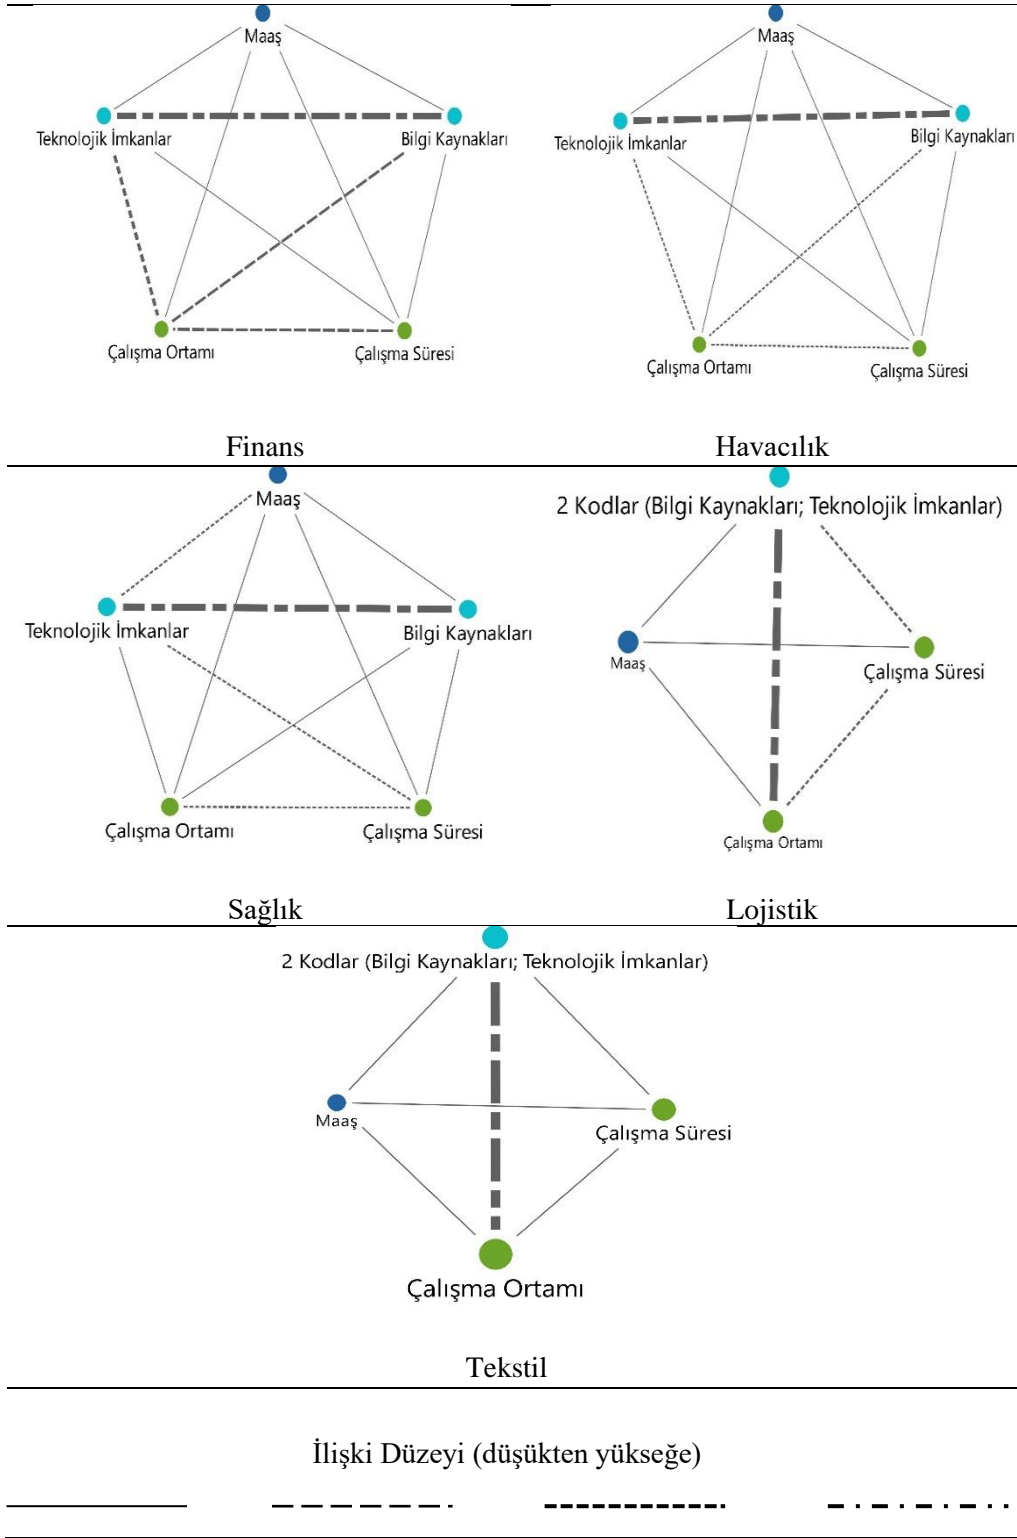 Maaş
Teknolojik İmkanlar
Bilgi Kaynakları
Çalışma Ortamı
Çalışma Süresi
Finans
Maaş
Teknolojik İmkanlar
Bilgi Kaynakları
Çalışma Ortamı
Çalışma Süresi
Havacılık
Maaş
Teknolojik İmkanlar
Bilgi Kaynakları
Çalışma Ortamı
Çalışma Süresi
Sağlık
2 Kodlar (Bilgi Kaynakları; Teknolojik İmkanlar)
Maaş
Çalışma Süresi
Çalışma Ortamı
Lojistik
2 Kodlar (Bilgi Kaynakları; Teknolojik İmkanlar)
Maaş
Çalışma Süresi
Çalışma Ortamı
Tekstil
İlişki Düzeyi (düşükten yükseğe)